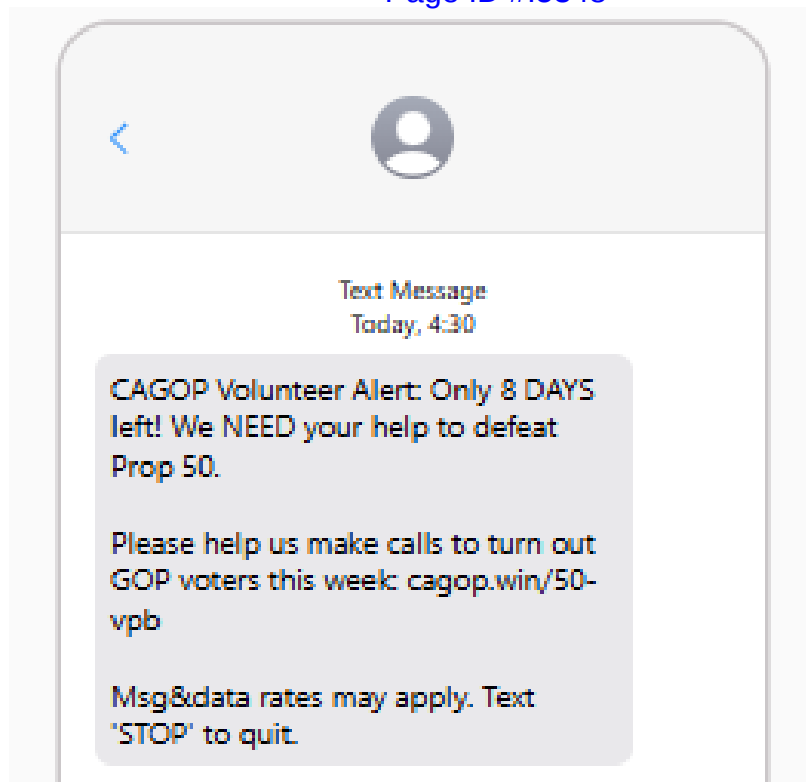 Text Message
Today, 4:30
CAGOP Volunteer Alert: Only 8 DAYS
left! We NEED your help to defeat
Prop 50.
Please help us make calls to turn out
GOP voters this week: cagop.win/50-
vpb
Msg&data rates may apply. Text
'STOP' to quit.